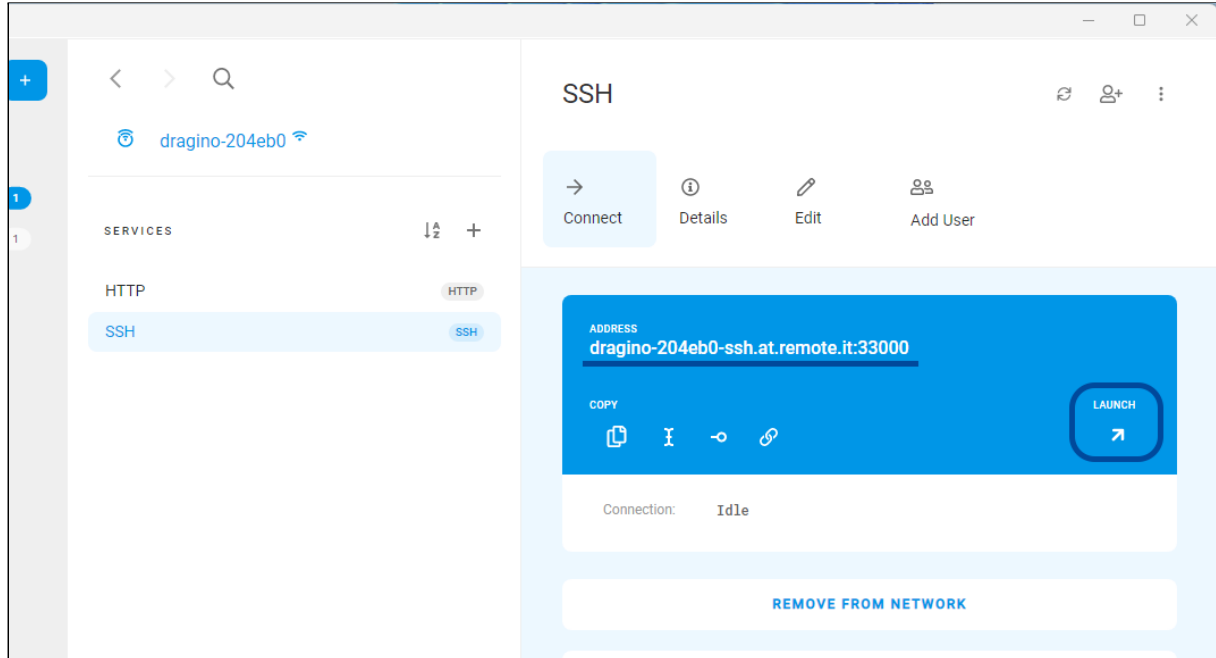 +
1
1
dragino-204eb0
SERVICES
A
Z
+
HTTP
HTTP
SSH
SSH
SSH
Connect
Details
Edit
Add User
ADDRESS
dragino-204eb0-ssh.at.remote.it:33000
COPY
LAUNCH
Connection: Idle
REMOVE FROM NETWORK